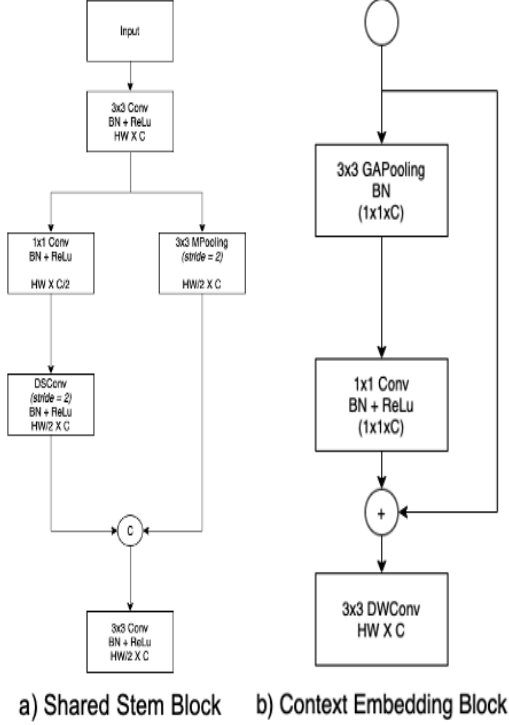 Input
3x3 Conv
BN + ReLu
HW X C
1x1 Conv
BN + ReLu
HW X C/2
3x3 MPooling
(stride = 2)
HW/2 X C
DSConv
(stride = 2)
BN + ReLu
HW/2 X C
C
3x3 Conv
BN + ReLu
HW/2 X C
a) Shared Stem Block
3x3 GAPooling
BN
(1x1xC)
1x1 Conv
BN + ReLu
(1x1xC)
+
3x3 DWConv
HW X C
b) Context Embedding Block